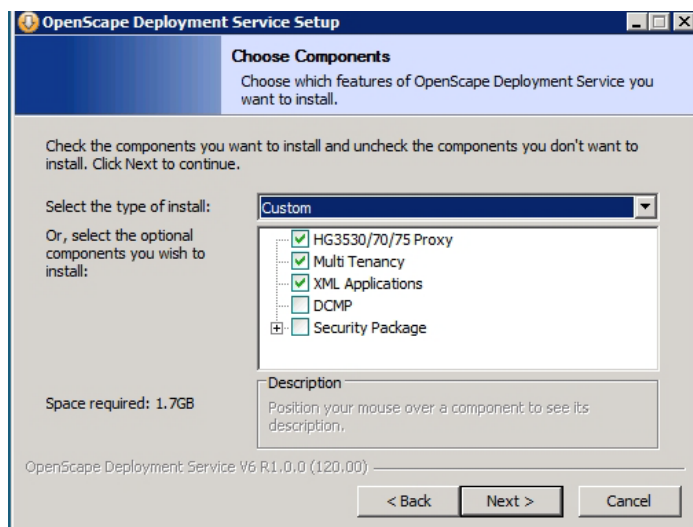 OpenScape Deployment Service Setup
Choose Components
Choose which features of OpenScape Deployment Service you
want to install.
Check the components you want to install and uncheck the components you don't want to
install. Click Next to continue.
Select the type of install:
Custom
Or, select the optional
components you wish to
install:
HG3530/70/75 Proxy
Multi Tenancy
XML Applications
DCMP
Security Package
Space required: 1.7GB
Description
Position your mouse over a component to see its
description.
OpenScape Deployment Service V6 R1.0.0 (120.00)
< Back
Next >
Cancel